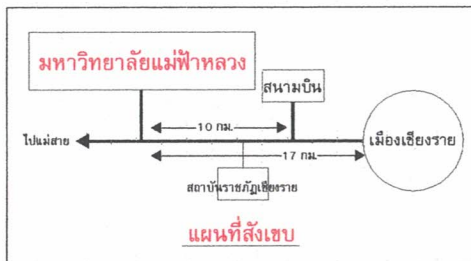 มหาวิทยาลัยแม่ฟ้าหลวง
สนามบิน
10 กม.
ไปแม่สาย
เมืองเชียงราย
17 กม.
สถาบันราชภัฏเชียงราย
แผนที่สังเขบ